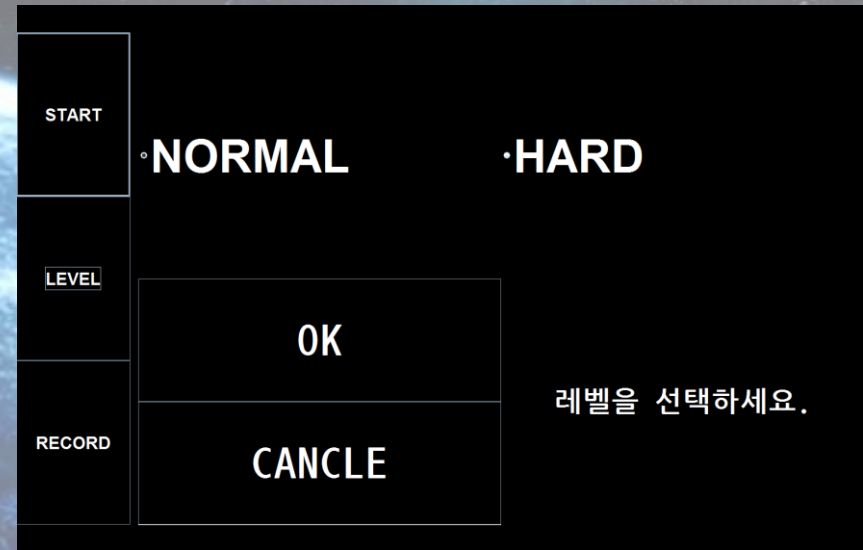 START
LEVEL
RECORD
NORMAL
HARD
OK
CANCLE
레벨을 선택하세요.